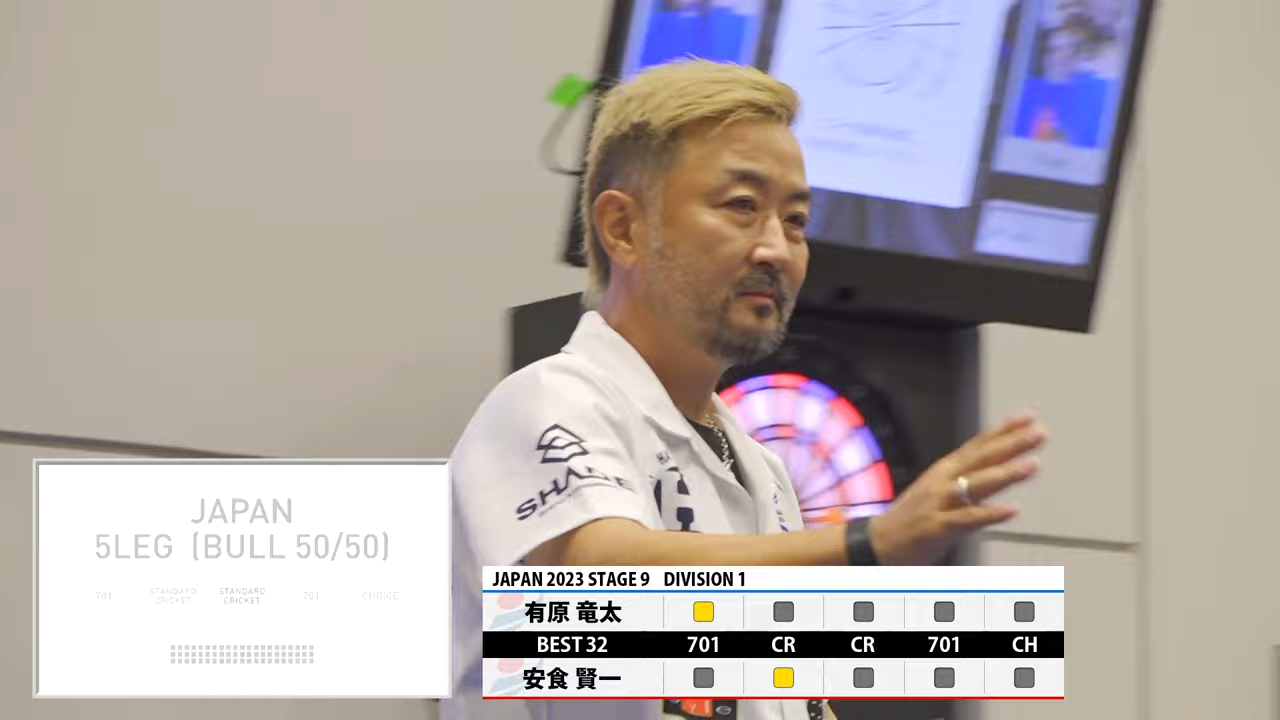 SHADE
JAPAN
5LEG (BULL 50/50)
701 STANDARD CRICKET STANDARD CRICKET 701 CHOICE
JAPAN 2023 STAGE 9 DIVISION 1
有原 竜太
BEST 32 701 CR CR 701 CH
安食 賢一